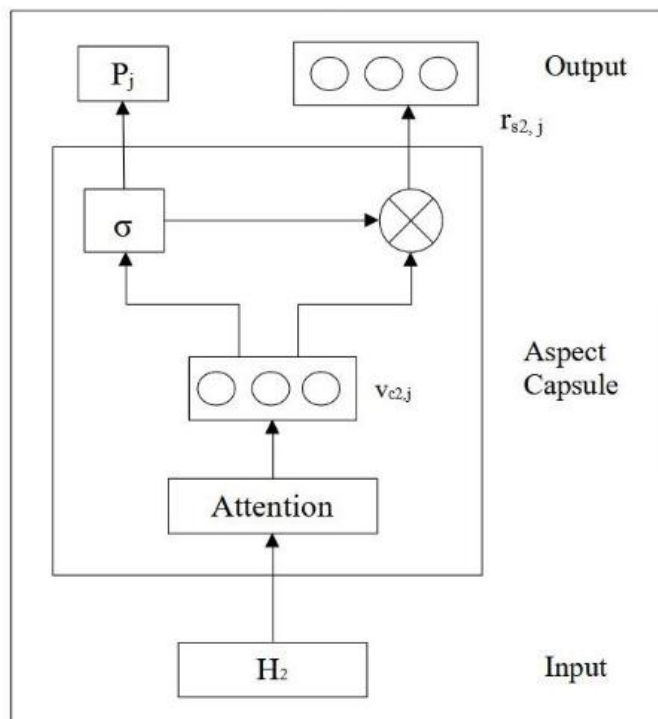 Pj
Output
rs2, j
σ
Aspect
Capsule
vc2,j
Attention
H2
Input